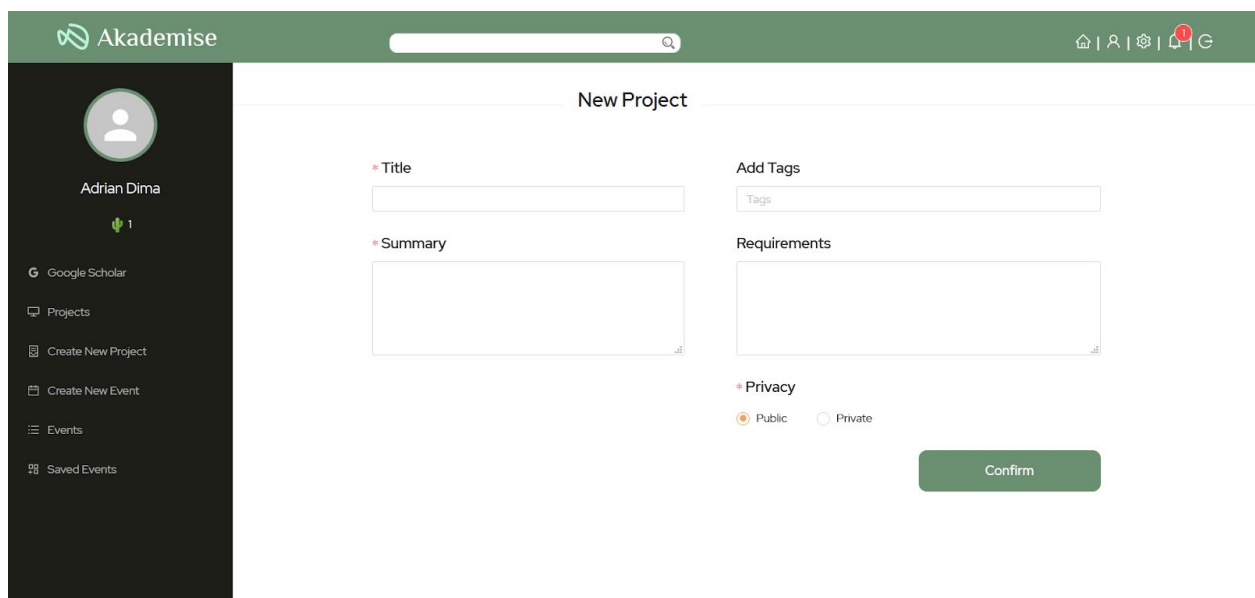 Akademise
1
New Project
Adrian Dima
1
Google Scholar
Projects
Create New Project
Create New Event
Events
Saved Events
* Title
Add Tags
Tags
* Summary
Requirements
* Privacy
Public
Private
Confirm